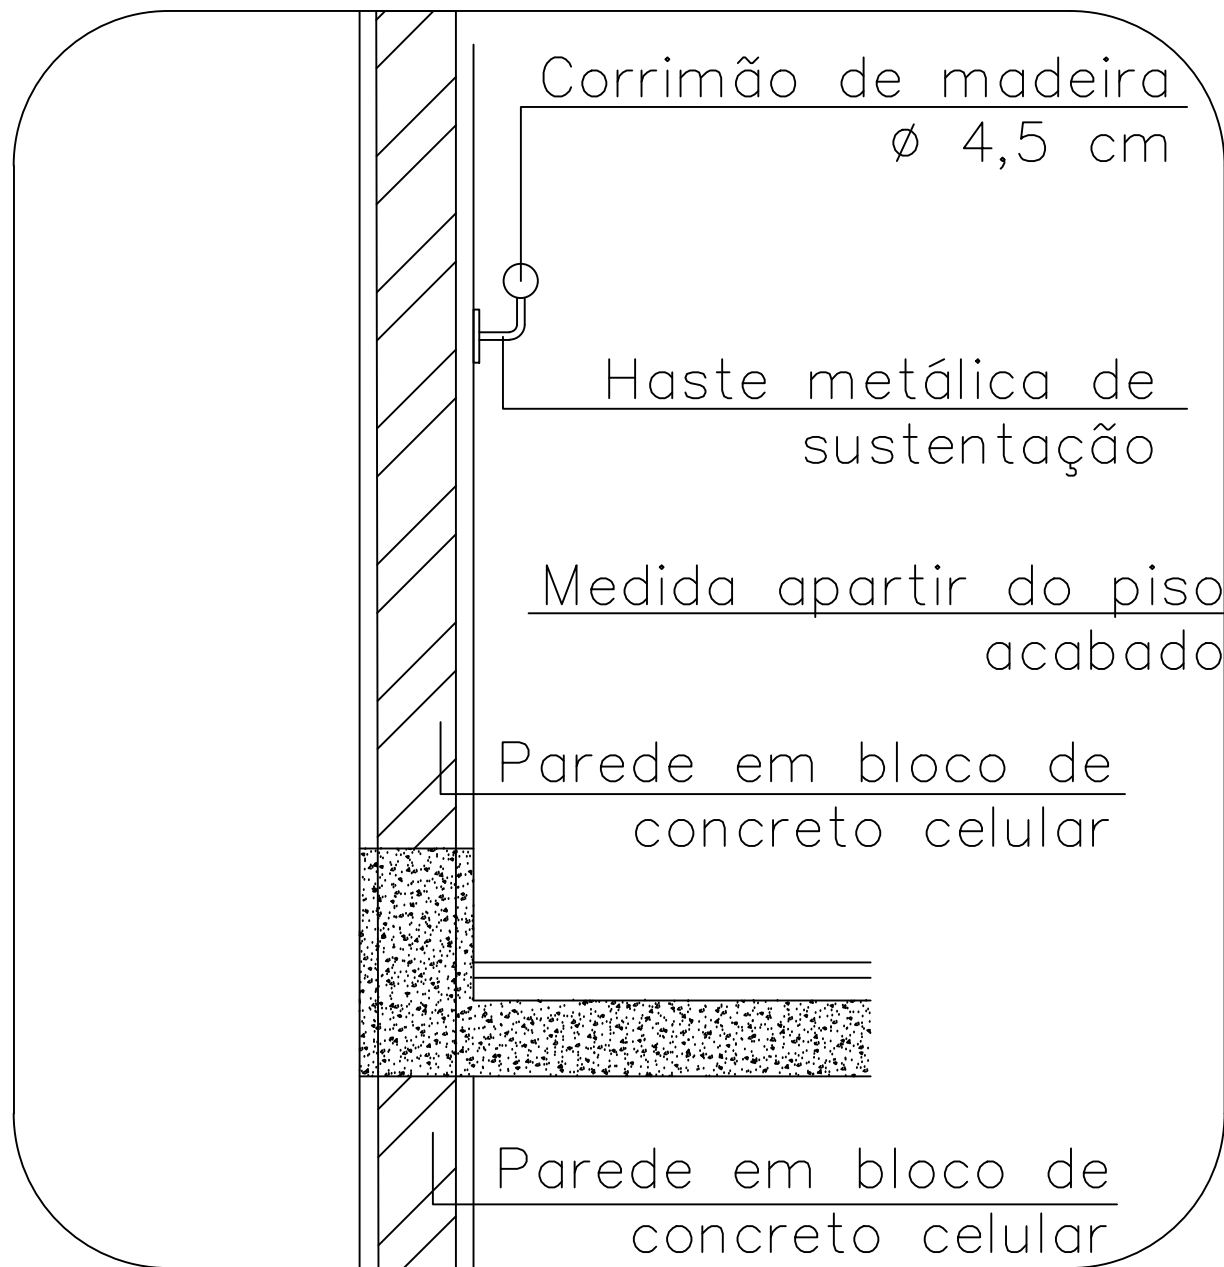 Corrimão de madeira
ø 4,5 cm
Haste metálica de
sustentação
Medida apartir do piso
acabado
Parede em bloco de
concreto celular
Parede em bloco de
concreto celular